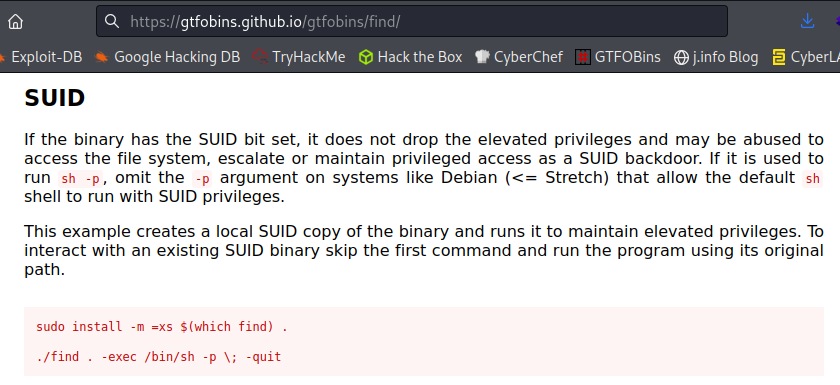 https://gtfobins.github.io/gtfobins/find/
Exploit-DB Google Hacking DB TryHackMe Hack the Box CyberChef GTFOBins j.info Blog
SUID
If the binary has the SUID bit set, it does not drop the elevated privileges and may be abused to
access the file system, escalate or maintain privileged access as a SUID backdoor. If it is used to
run sh -p, omit the -p argument on systems like Debian (<= Stretch) that allow the default sh
shell to run with SUID privileges.
This example creates a local SUID copy of the binary and runs it to maintain elevated privileges. To
interact with an existing SUID binary skip the first command and run the program using its original
path.
sudo install -m =xs $(which find) .
./find . -exec /bin/sh -p \; -quit